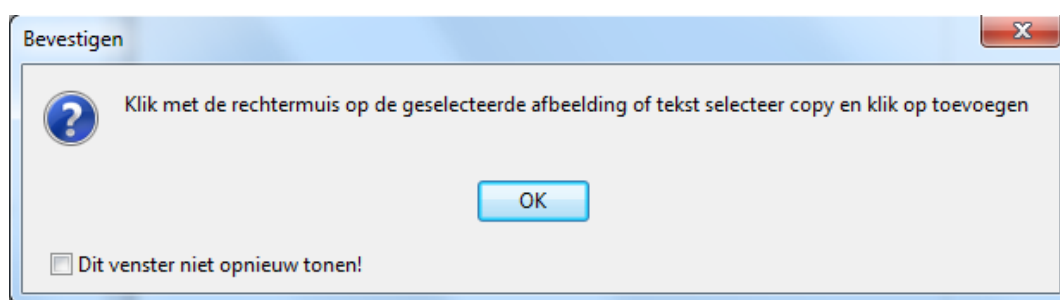 Bevestigen
Klik met de rechtermuis op de geselecteerde afbeelding of tekst selecteer copy en klik op toevoegen
OK
Dit venster niet opnieuw tonen!